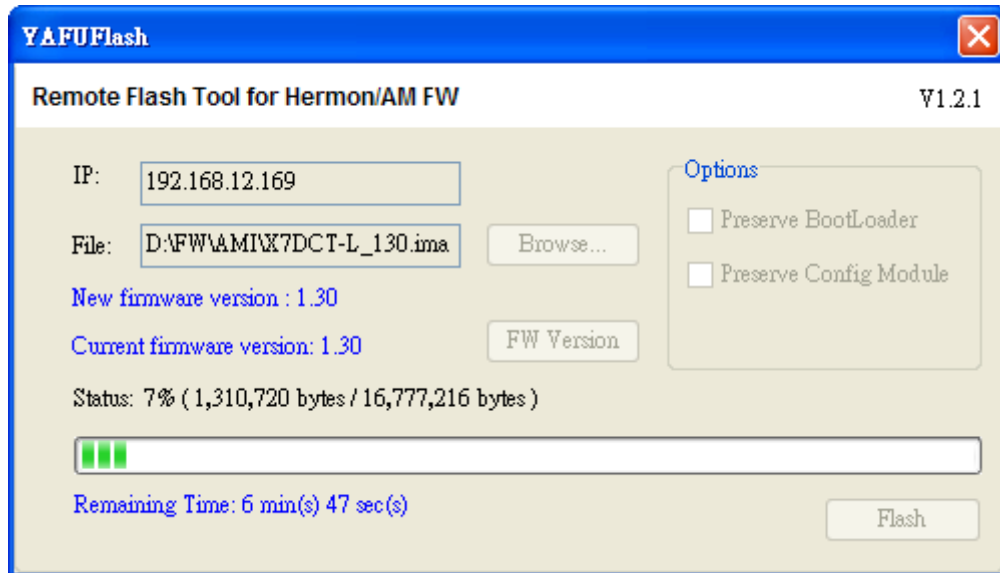 YAFUFlash
Remote Flash Tool for Hermon/AM FW V1.2.1
IP: 192.168.12.169
File: D:\FW\AMI\X7DCT-L_130.ima Browse...
New firmware version : 1.30
Current firmware version: 1.30 FW Version
Options
Preserve BootLoader
Preserve Config Module
Status: 7% ( 1,310,720 bytes / 16,777,216 bytes )
Remaining Time: 6 min(s) 47 sec(s)
Flash